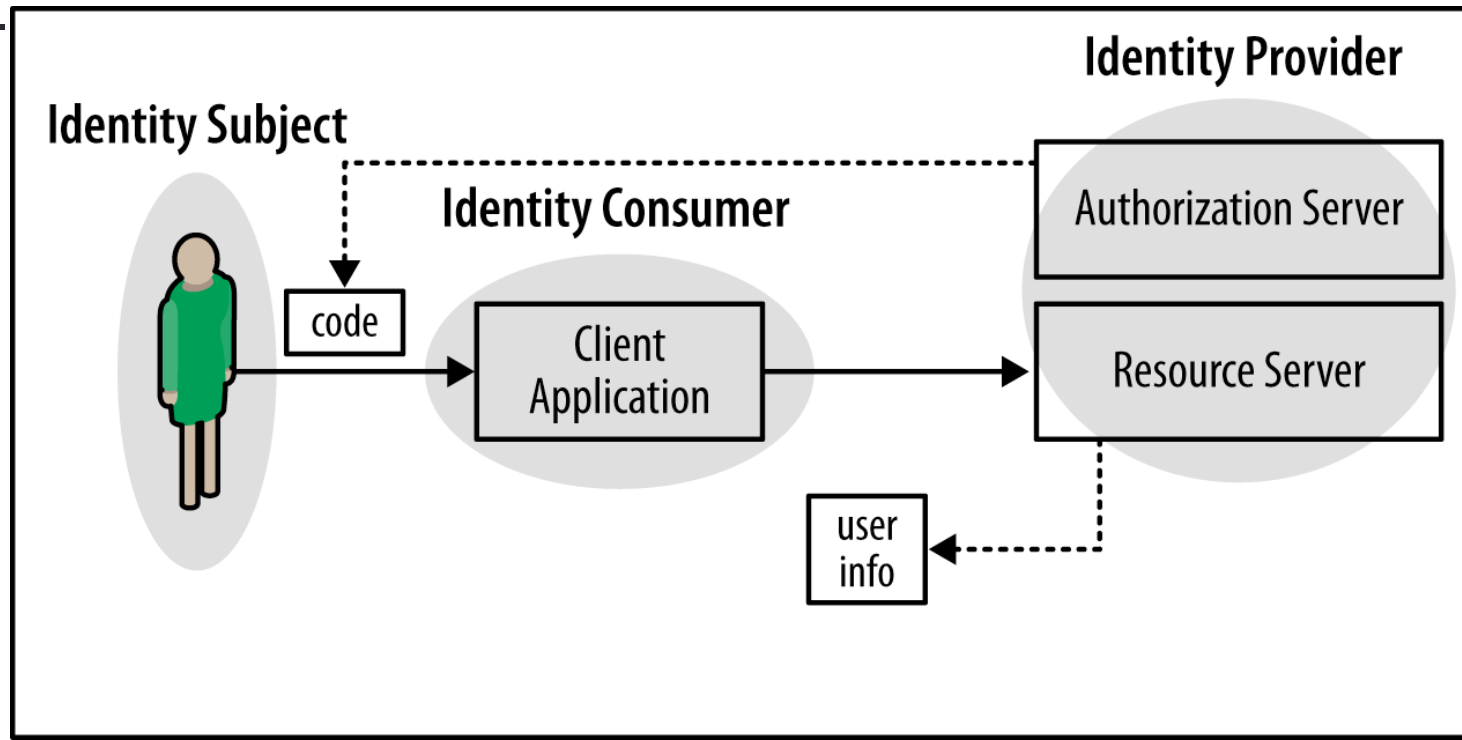 Identity Provider
Identity Subject
Authorization Server
Identity Consumer
code
Client
Application
Resource Server
user
info